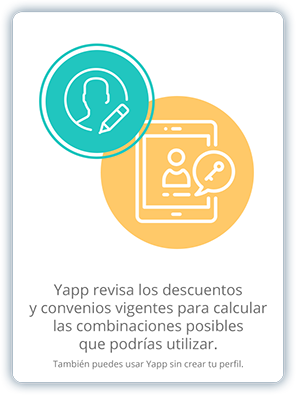 Yapp revisa los descuentos
y convenios vigentes para calcular
las combinaciones posibles
que podrías utilizar.
También puedes usar Yapp sin crear tu perfil.